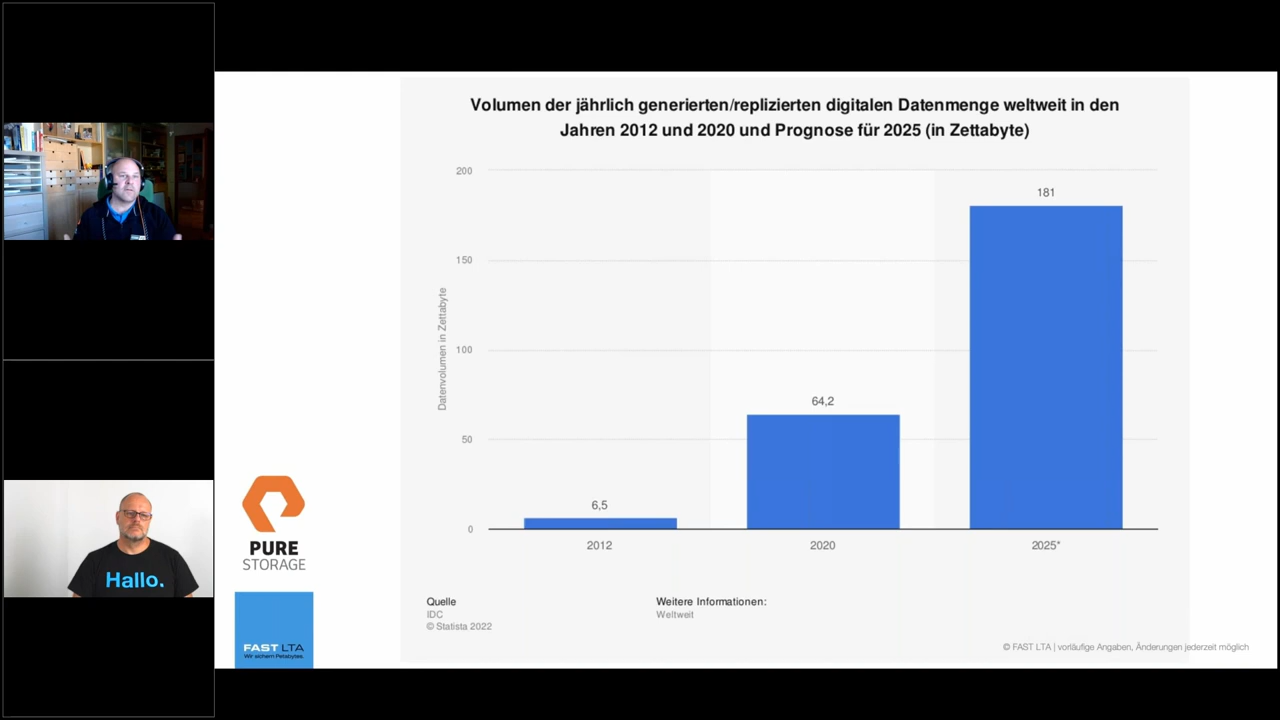 Volumen der jährlich generierten/replizierten digitalen Datenmenge weltweit in den
Jahren 2012 und 2020 und Prognose für 2025 (in Zettabyte)
Datenvolumen in Zettabyte
200
150
100
50
0
6,5
64,2
181
2012
2020
2025*
Quelle
IDC
© Statista 2022
Weitere Informationen:
Weltweit
© FAST LTA | vorläufige Angaben, Änderungen jederzeit möglich
PURE
STORAGE
FAST LTA
Wir sichern Petabytes.
Hallo.